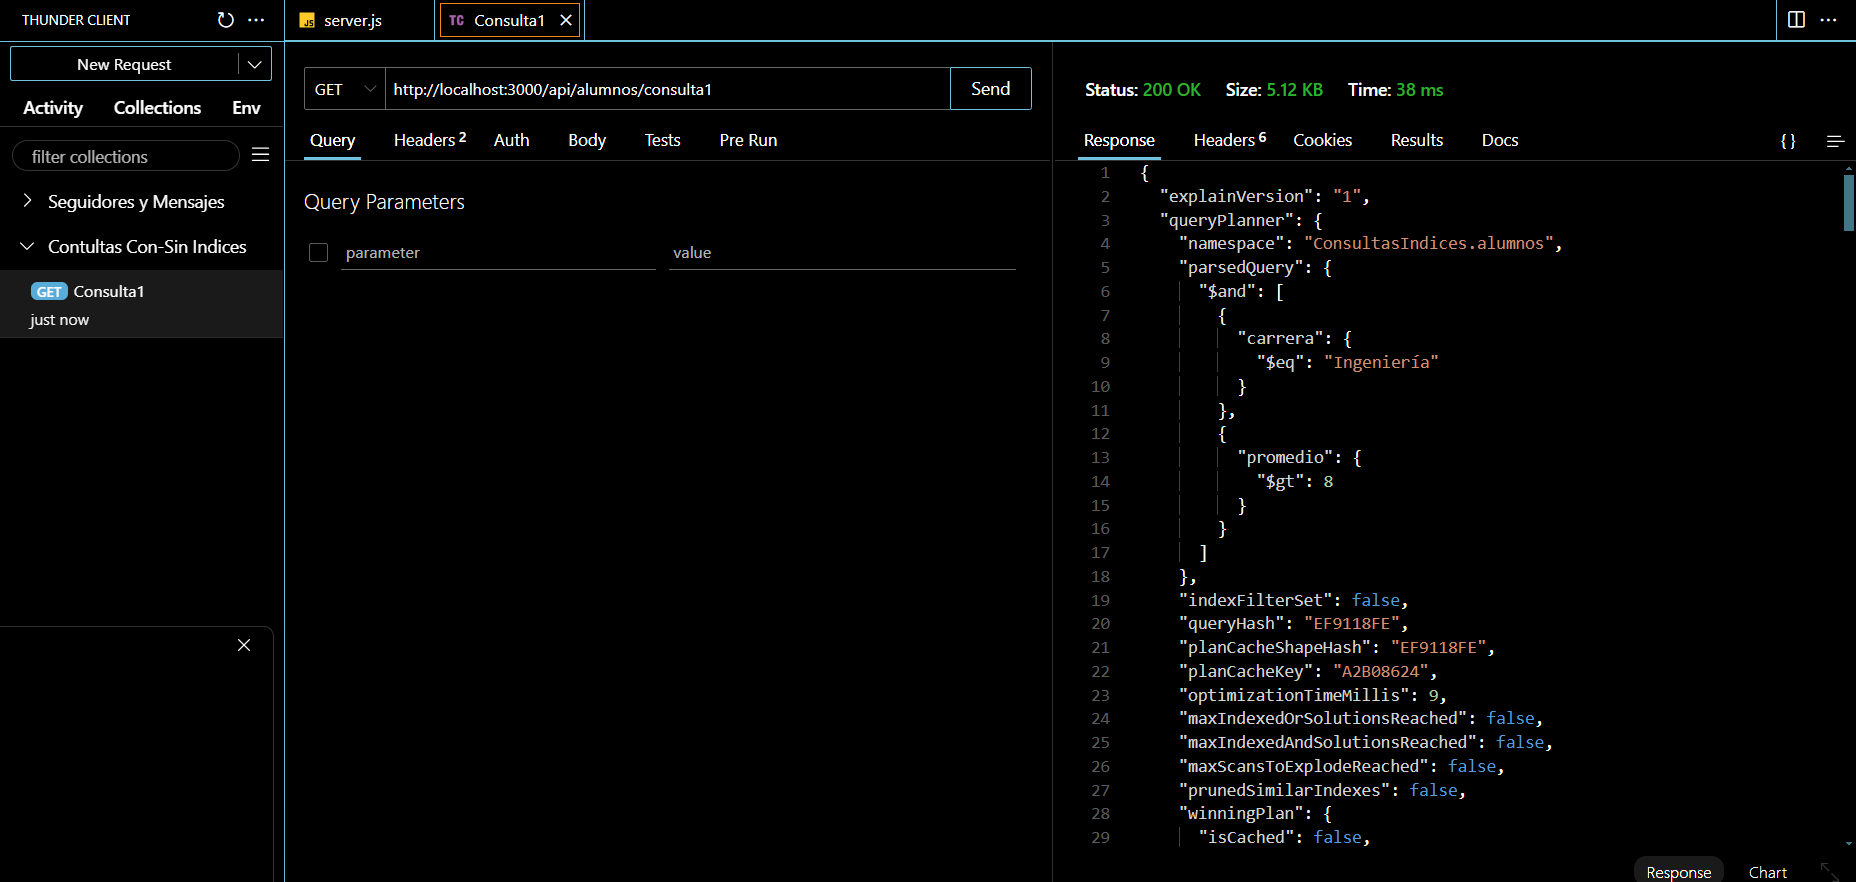 THUNDER CLIENT
New Request
Activity Collections Env
filter collections
Seguidores y Mensajes
Contultas Con-Sin Indices
GET Consulta1
just now
JS server.js
TC Consulta1
GET http://localhost:3000/api/alumnos/consulta1 Send
Query Headers 2 Auth Body Tests Pre Run
Query Parameters
parameter value
Status: 200 OK Size: 5.12 KB Time: 38 ms
Response Headers 6 Cookies Results Docs {}
1 {
2 "explainVersion": "1",
3 "queryPlanner": {
4 "namespace": "ConsultasIndices.alumnos",
5 "parsedQuery": {
6 "$and": [
7 {
8 "carrera": {
9 "$eq": "Ingeniería"
10 }
11 },
12 {
13 "promedio": {
14 "$gt": 8
15 }
16 }
17 ]
18 },
19 "indexFilterSet": false,
20 "queryHash": "EF9118FE",
21 "planCacheShapeHash": "EF9118FE",
22 "planCacheKey": "A2B08624",
23 "optimizationTimeMillis": 9,
24 "maxIndexedOrSolutionsReached": false,
25 "maxIndexedAndSolutionsReached": false,
26 "maxScansToExplodeReached": false,
27 "prunedSimilarIndexes": false,
28 "winningPlan": {
29 "isCached": false,
Response Chart